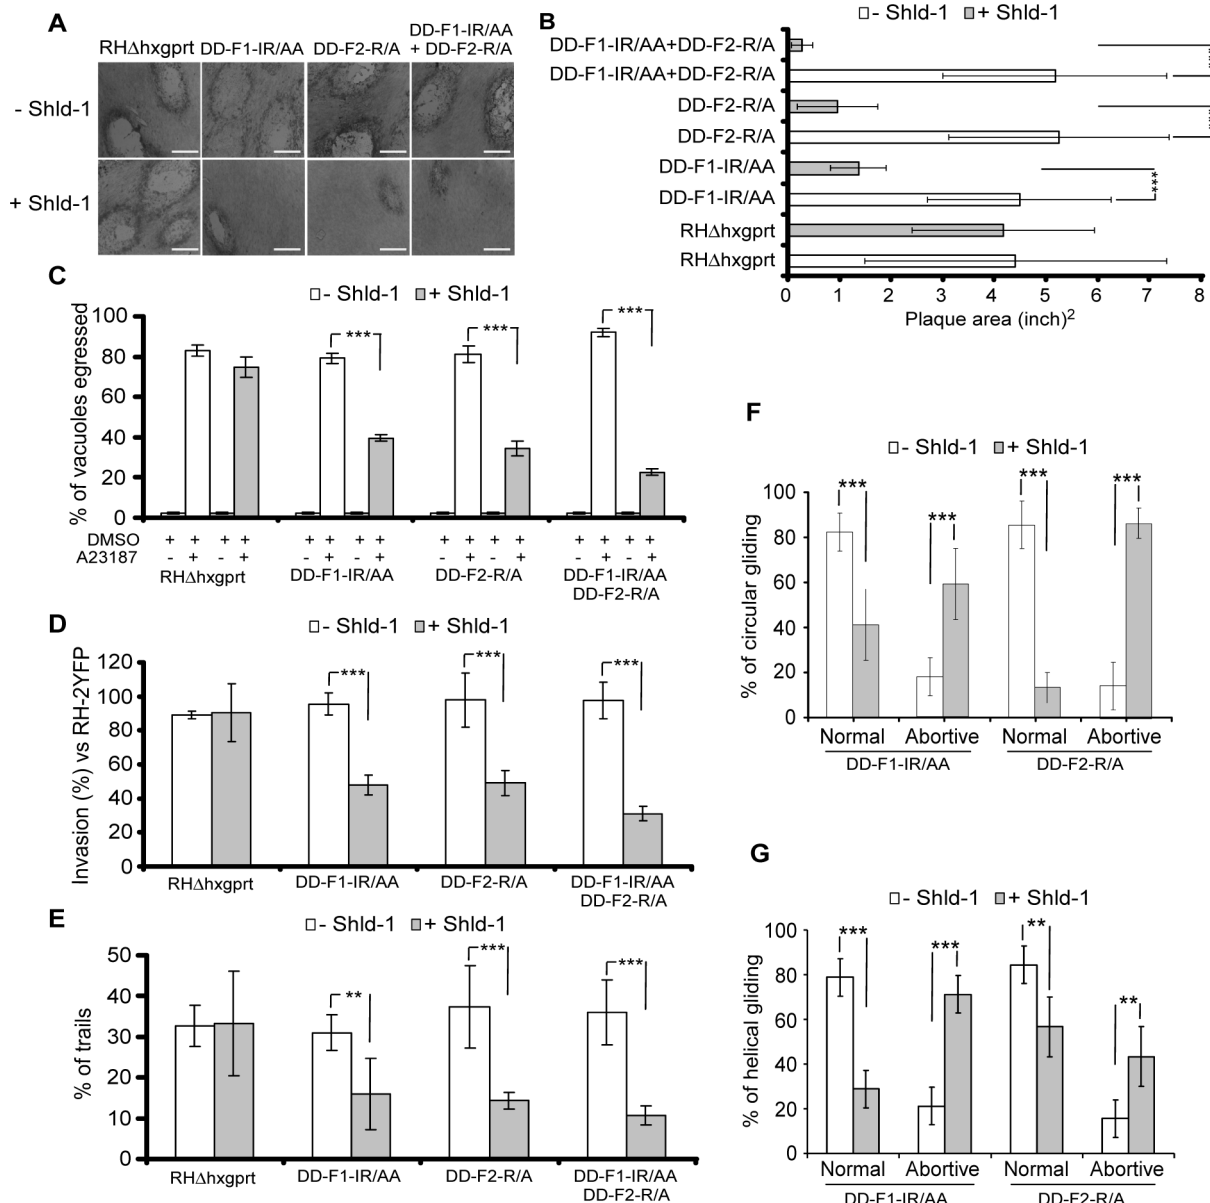 A
RHΔhxgprt DD-F1-IR/AA DD-F2-R/A DD-F1-IR/AA
+ DD-F2-R/A
- Shld-1
+ Shld-1
B
- Shld-1 + Shld-1
DD-F1-IR/AA+DD-F2-R/A
DD-F1-IR/AA+DD-F2-R/A
DD-F2-R/A
DD-F2-R/A
DD-F1-IR/AA
***
DD-F1-IR/AA
RHΔhxgprt
RHΔhxgprt
0 1 2 3 4 5 6 7 8
Plaque area (inch)2
C
- Shld-1 + Shld-1
% of vacuoles egressed
100
80
60
40
20
0
*** *** ***
DMSO + + + + + + + + + + + + + + + +
A23187 - + - + - + - + - + - + - + - +
RHΔhxgprt DD-F1-IR/AA DD-F2-R/A DD-F1-IR/AA
DD-F2-R/A
D
- Shld-1 + Shld-1
Invasion (%) vs RH-2YFP
120
100
80
60
40
20
0
*** *** ***
RHΔhxgprt DD-F1-IR/AA DD-F2-R/A DD-F1-IR/AA
DD-F2-R/A
E
- Shld-1 + Shld-1
% of trails
50
40
30
20
10
0
** *** ***
RHΔhxgprt DD-F1-IR/AA DD-F2-R/A DD-F1-IR/AA
DD-F2-R/A
F
- Shld-1 + Shld-1
% of circular gliding
100
80
60
40
20
0
*** *** *** ***
Normal Abortive Normal Abortive
DD-F1-IR/AA DD-F2-R/A
G
- Shld-1 + Shld-1
% of helical gliding
100
80
60
40
20
0
*** *** ** **
Normal Abortive Normal Abortive
DD-F1-IR/AA DD-F2-R/A